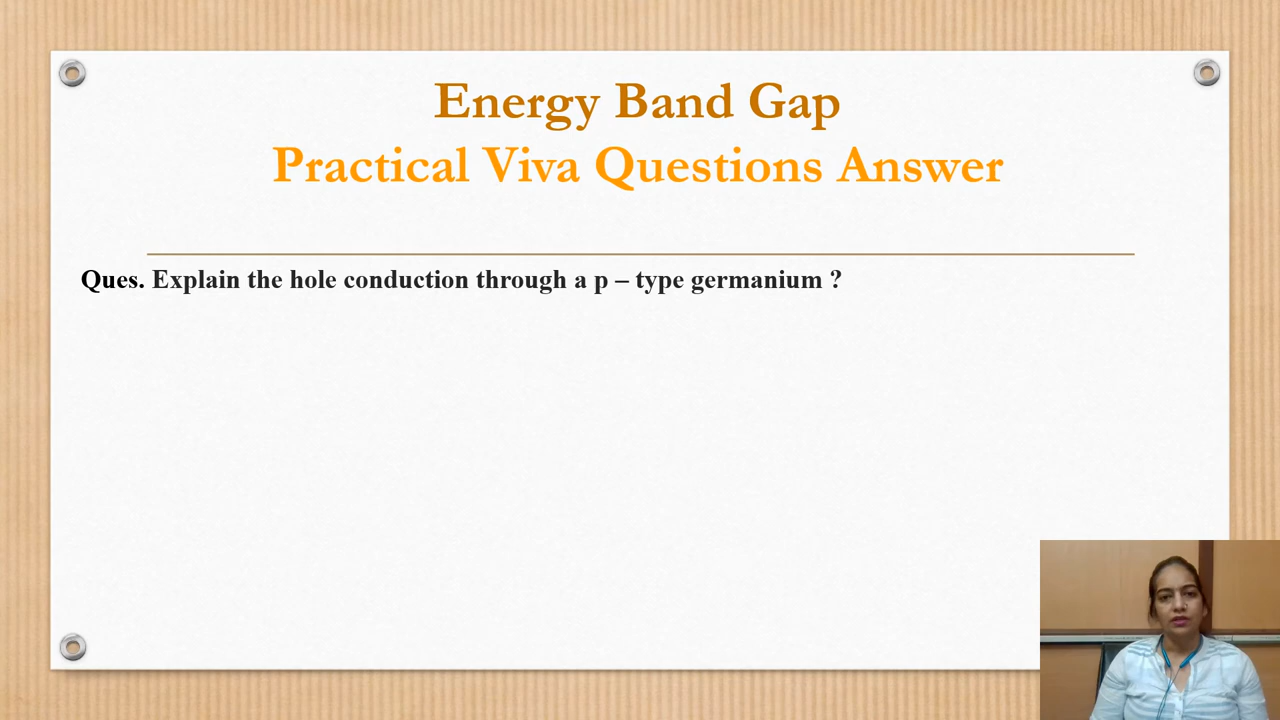 Energy Band Gap
Practical Viva Questions Answer
Ques. Explain the hole conduction through a p – type germanium ?